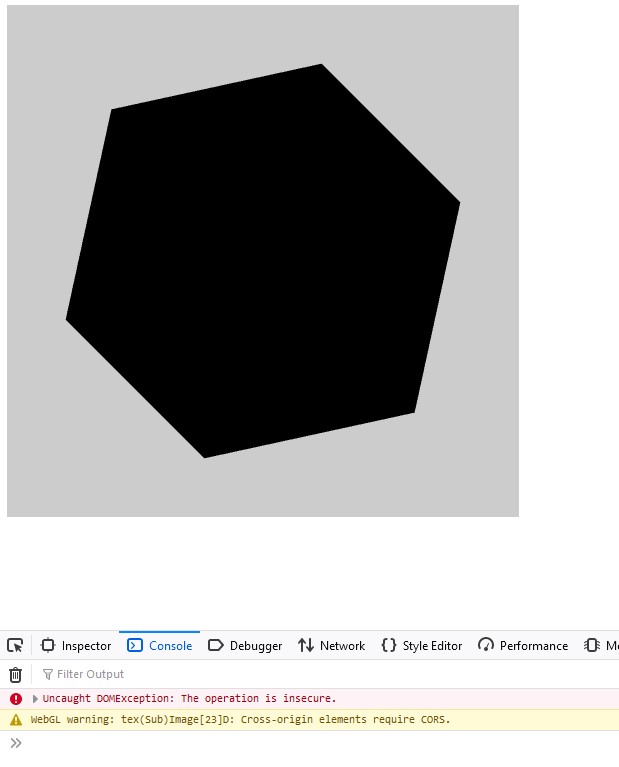 Inspector Console Debugger Network Style Editor Performance
Filter Output
Uncaught DOMException: The operation is insecure.
WebGL warning: tex(Sub)Image[23]D: Cross-origin elements require CORS.